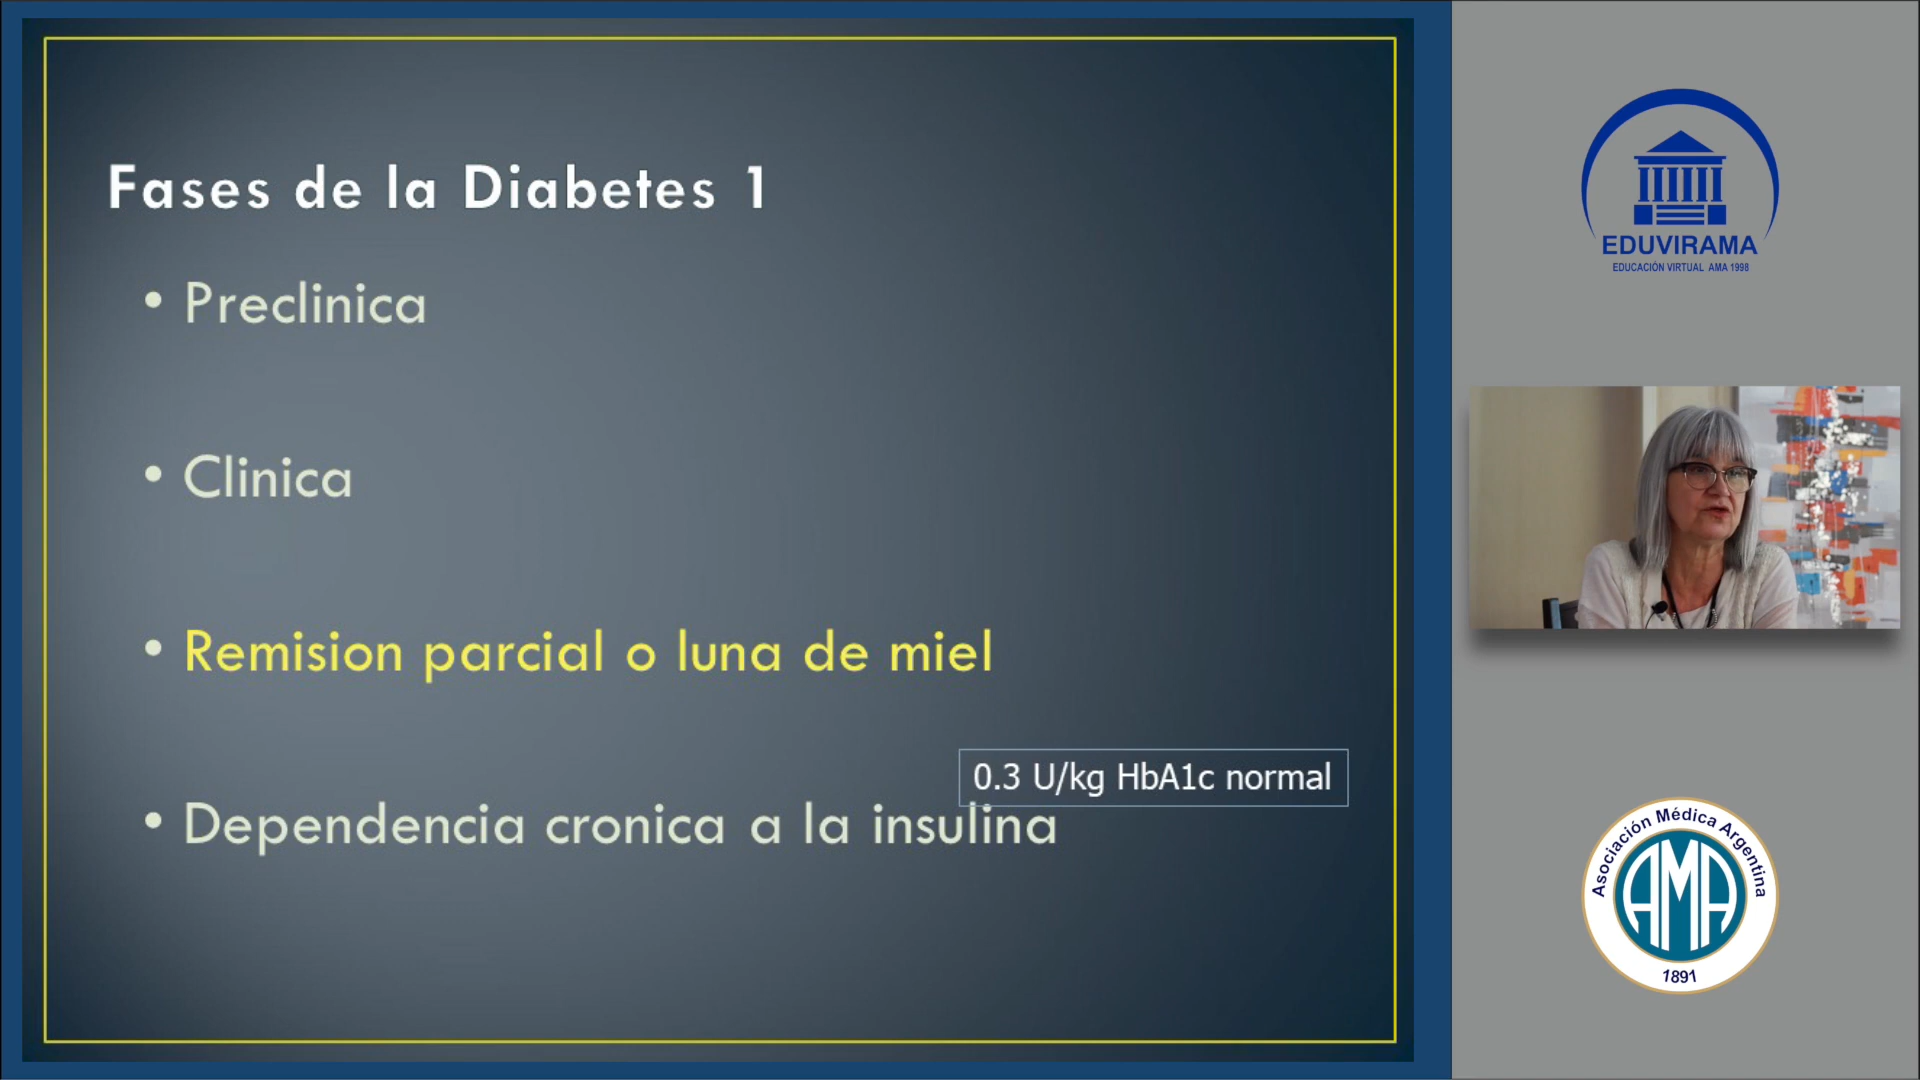 Fases de la Diabetes 1
• Preclinica
• Clinica
• Remision parcial o luna de miel
0.3 U/kg HbA1c normal
• Dependencia cronica a la insulina
EDUVIRAMA
EDUCACIÓN VIRTUAL AMA 1998
Asociación Médica Argentina
AMA
1891